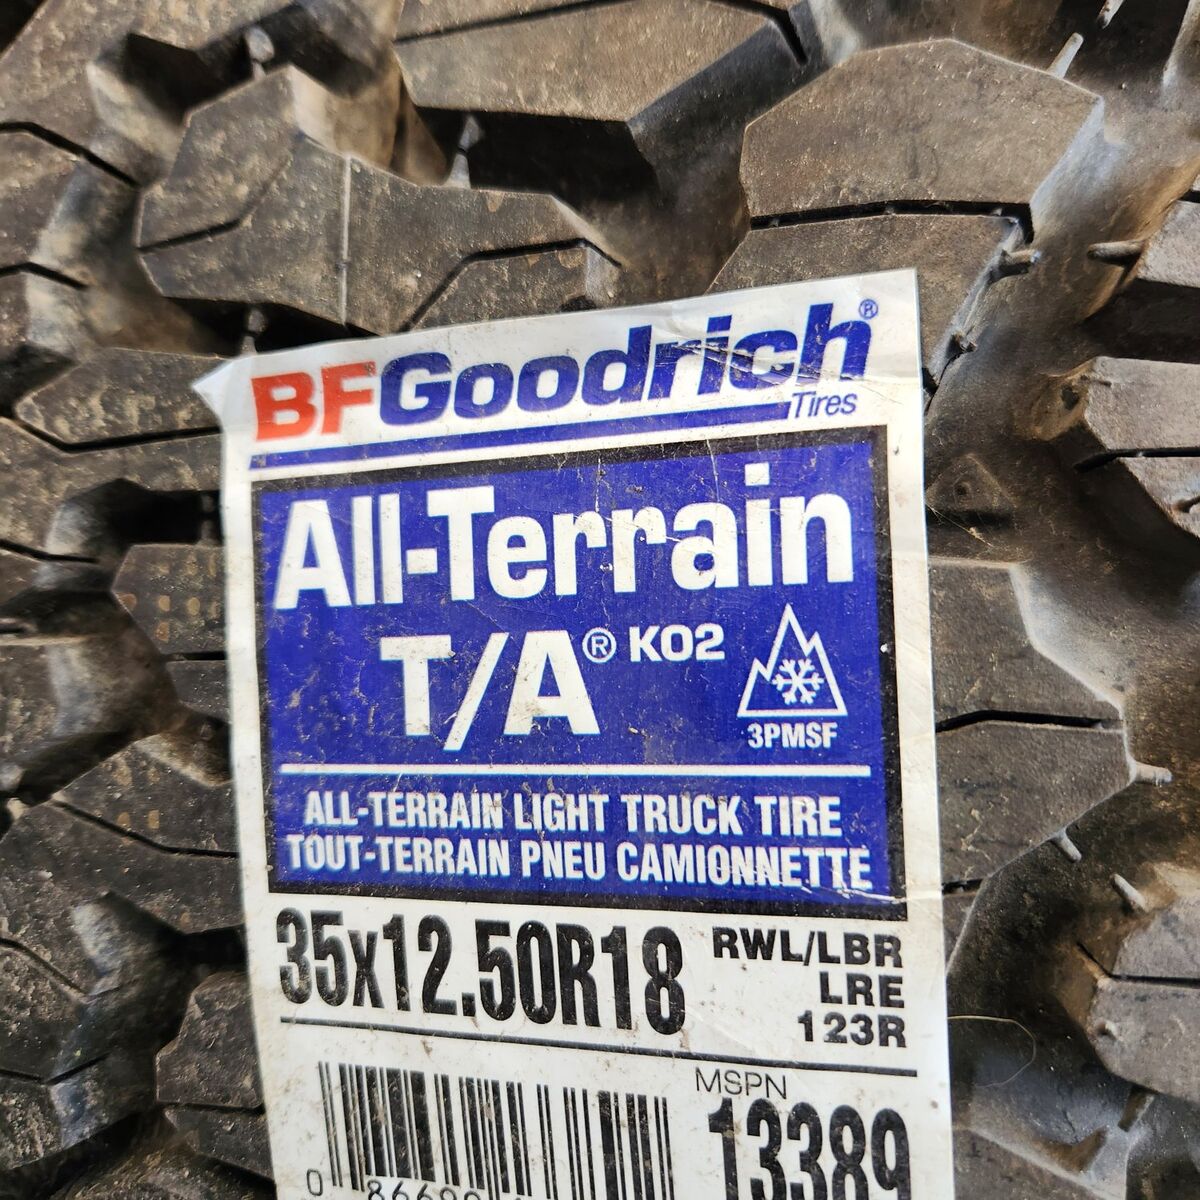 BFGoodrich®
Tires
All-Terrain
T/A® KO2
3PMSF
ALL-TERRAIN LIGHT TRUCK TIRE
TOUT-TERRAIN PNEU CAMIONNETTE
35x12.50R18
RWL/LBR
LRE
123R
MSPN
13389
0